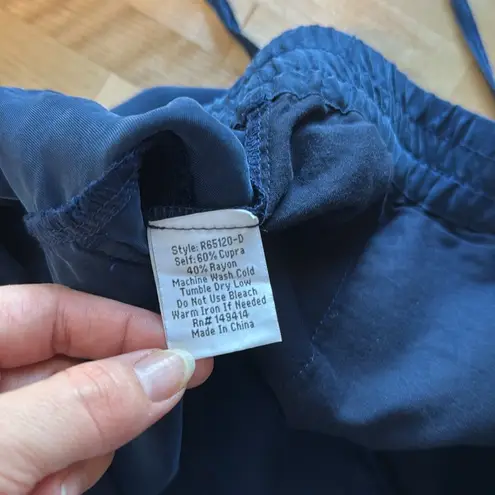 Style: R65120-D
Self: 60% Cupra
40% Rayon
Machine Wash Cold
Tumble Dry Low
Do Not Use Bleach
Warm Iron If Needed
Rn# 149414
Made In China